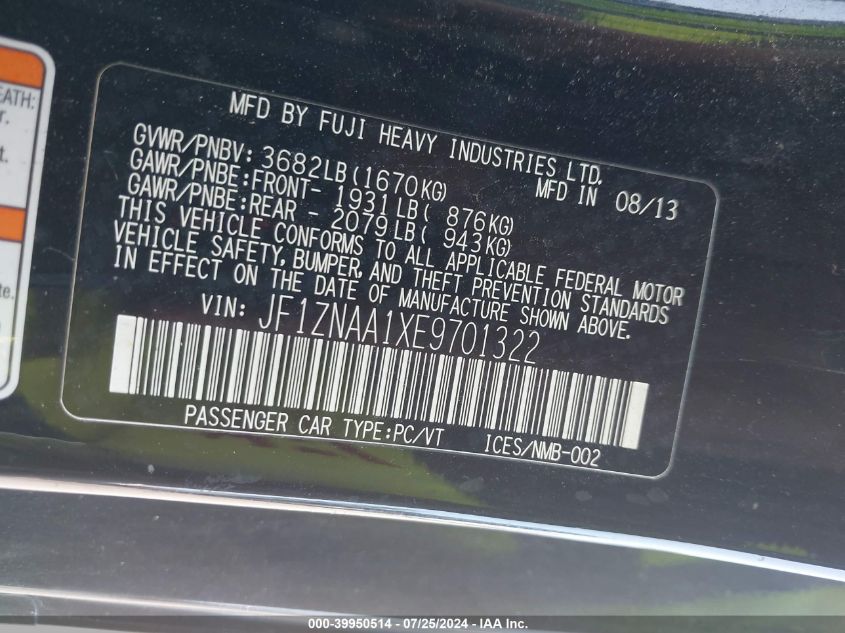 EATH:
r.
t.
te.
MFD BY FUJI HEAVY INDUSTRIES LTD.
GVWR/PNBV: 3682LB(1670KG) MFD IN 08/13
GAWR/PNBE:FRONT- 1931LB( 876KG)
GAWR/PNBE:REAR - 2079LB( 943KG)
THIS VEHICLE CONFORMS TO ALL APPLICABLE FEDERAL MOTOR
VEHICLE SAFETY, BUMPER, AND THEFT PREVENTION STANDARDS
IN EFFECT ON THE DATE OF MANUFACTURE SHOWN ABOVE.
VIN: JF1ZNAA1XE9701322
PASSENGER CAR TYPE:PC/VT ICES/NMB-002
000-39950514 - 07/25/2024 - IAA Inc.